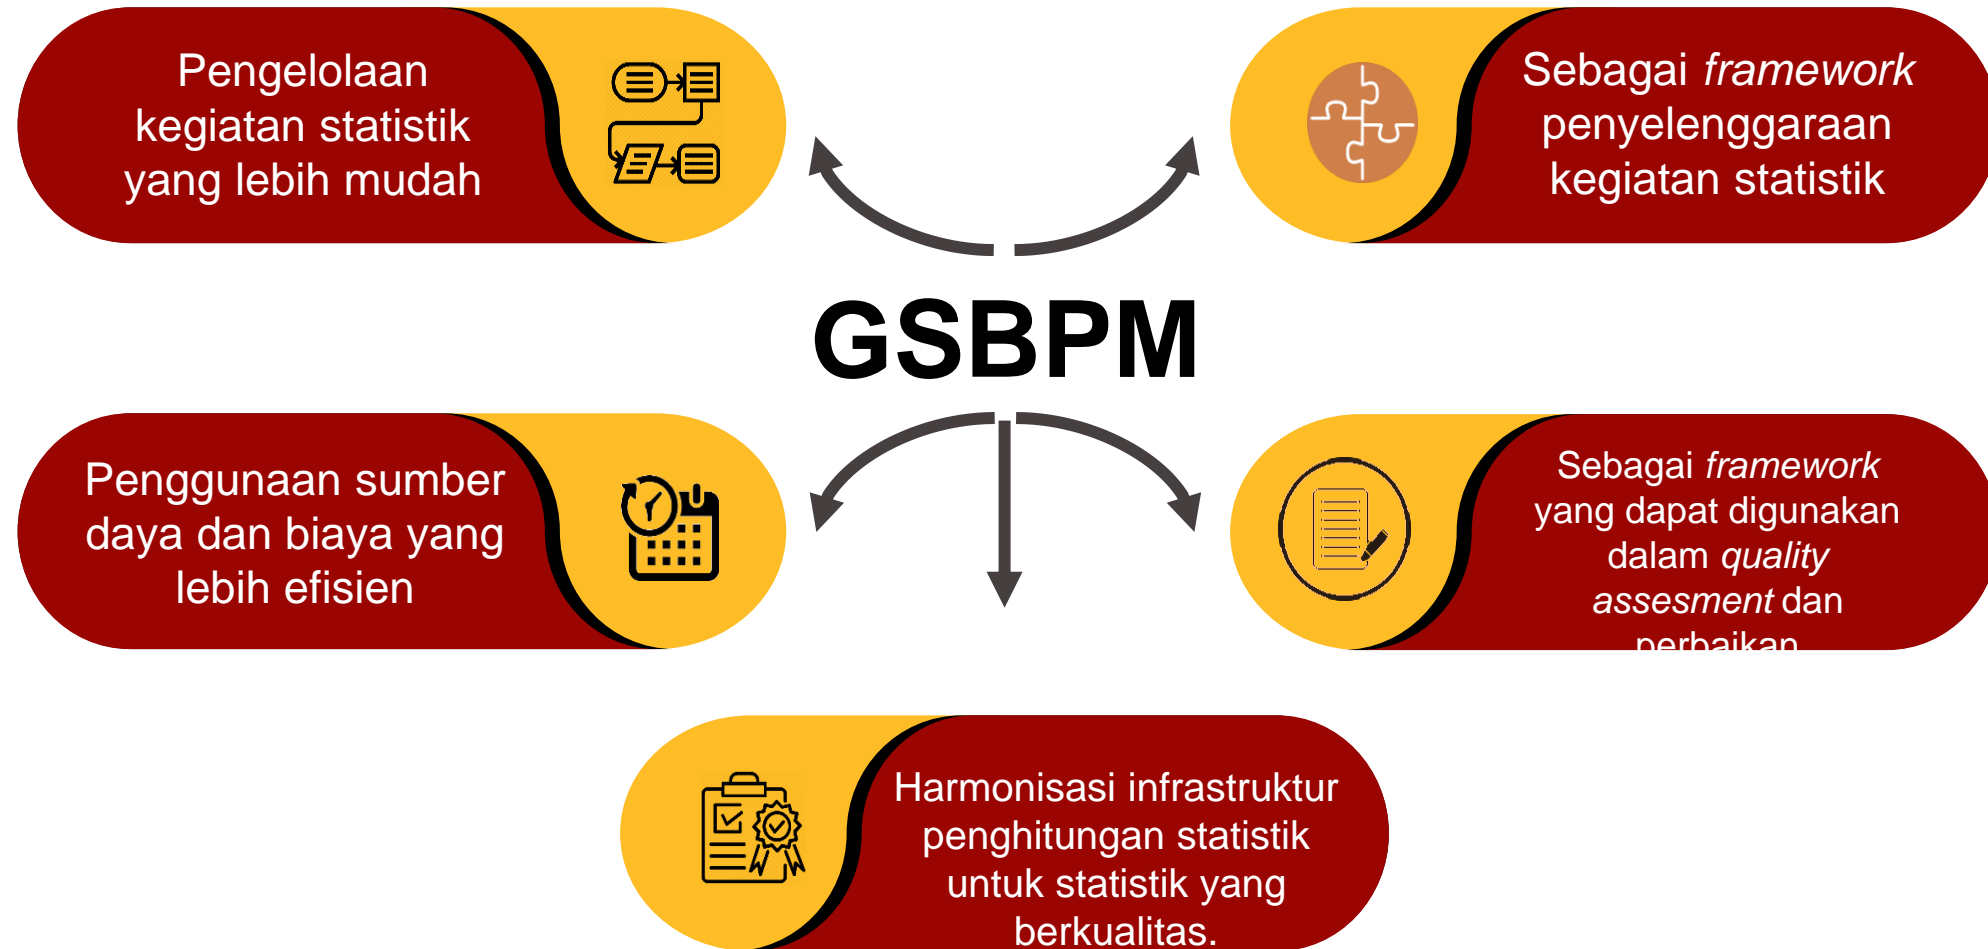 Pengelolaan
kegiatan statistik
yang lebih mudah
Sebagai framework
penyelenggaraan
kegiatan statistik
GSBPM
Penggunaan sumber
daya dan biaya yang
lebih efisien
Sebagai framework
yang dapat digunakan
dalam quality
assesment dan
perbaikan
Harmonisasi infrastruktur
penghitungan statistik
untuk statistik yang
berkualitas.